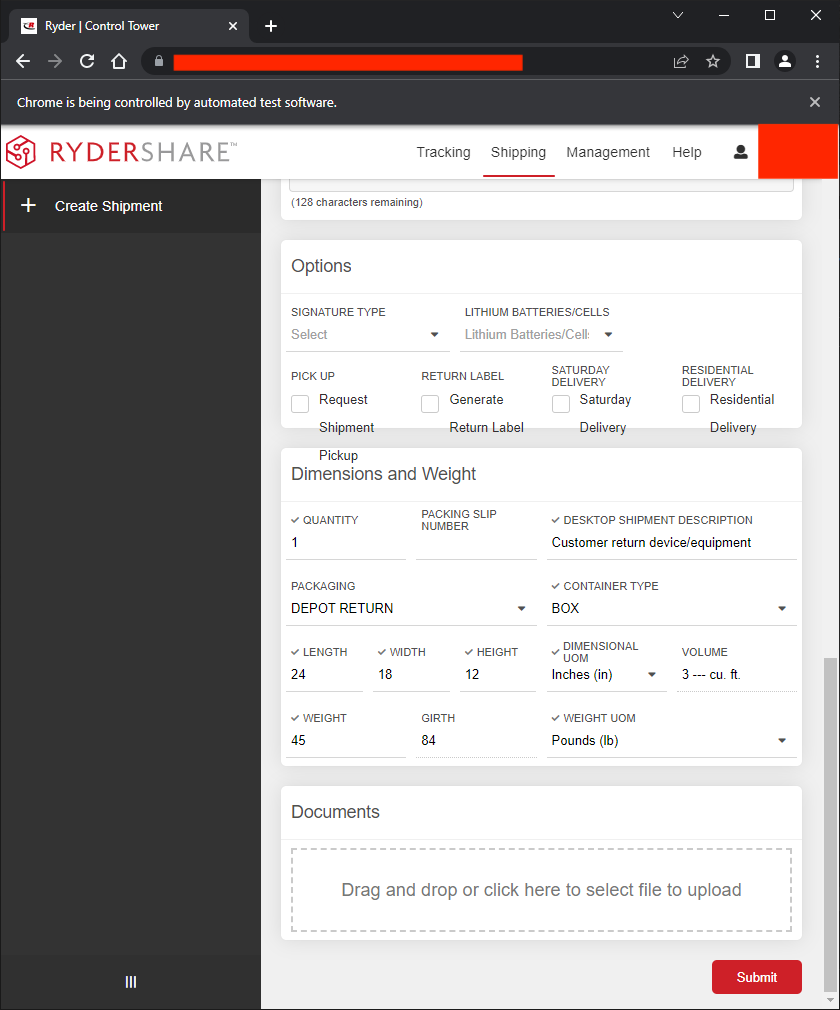 Ryder | Control Tower
Chrome is being controlled by automated test software.
RYDERSHARE™
Tracking Shipping Management Help
Create Shipment
(128 characters remaining)
Options
SIGNATURE TYPE LITHIUM BATTERIES/CELLS
Select Lithium Batteries/Cells
PICK UP RETURN LABEL SATURDAY DELIVERY RESIDENTIAL DELIVERY
Request Shipment Pickup Generate Return Label Saturday Delivery Residential Delivery
Dimensions and Weight
QUANTITY PACKING SLIP NUMBER DESKTOP SHIPMENT DESCRIPTION
1 Customer return device/equipment
PACKAGING CONTAINER TYPE
DEPOT RETURN BOX
LENGTH WIDTH HEIGHT DIMENSIONAL UOM VOLUME
24 18 12 Inches (in) 3 --- cu. ft.
WEIGHT GIRTH WEIGHT UOM
45 84 Pounds (lb)
Documents
Drag and drop or click here to select file to upload
Submit